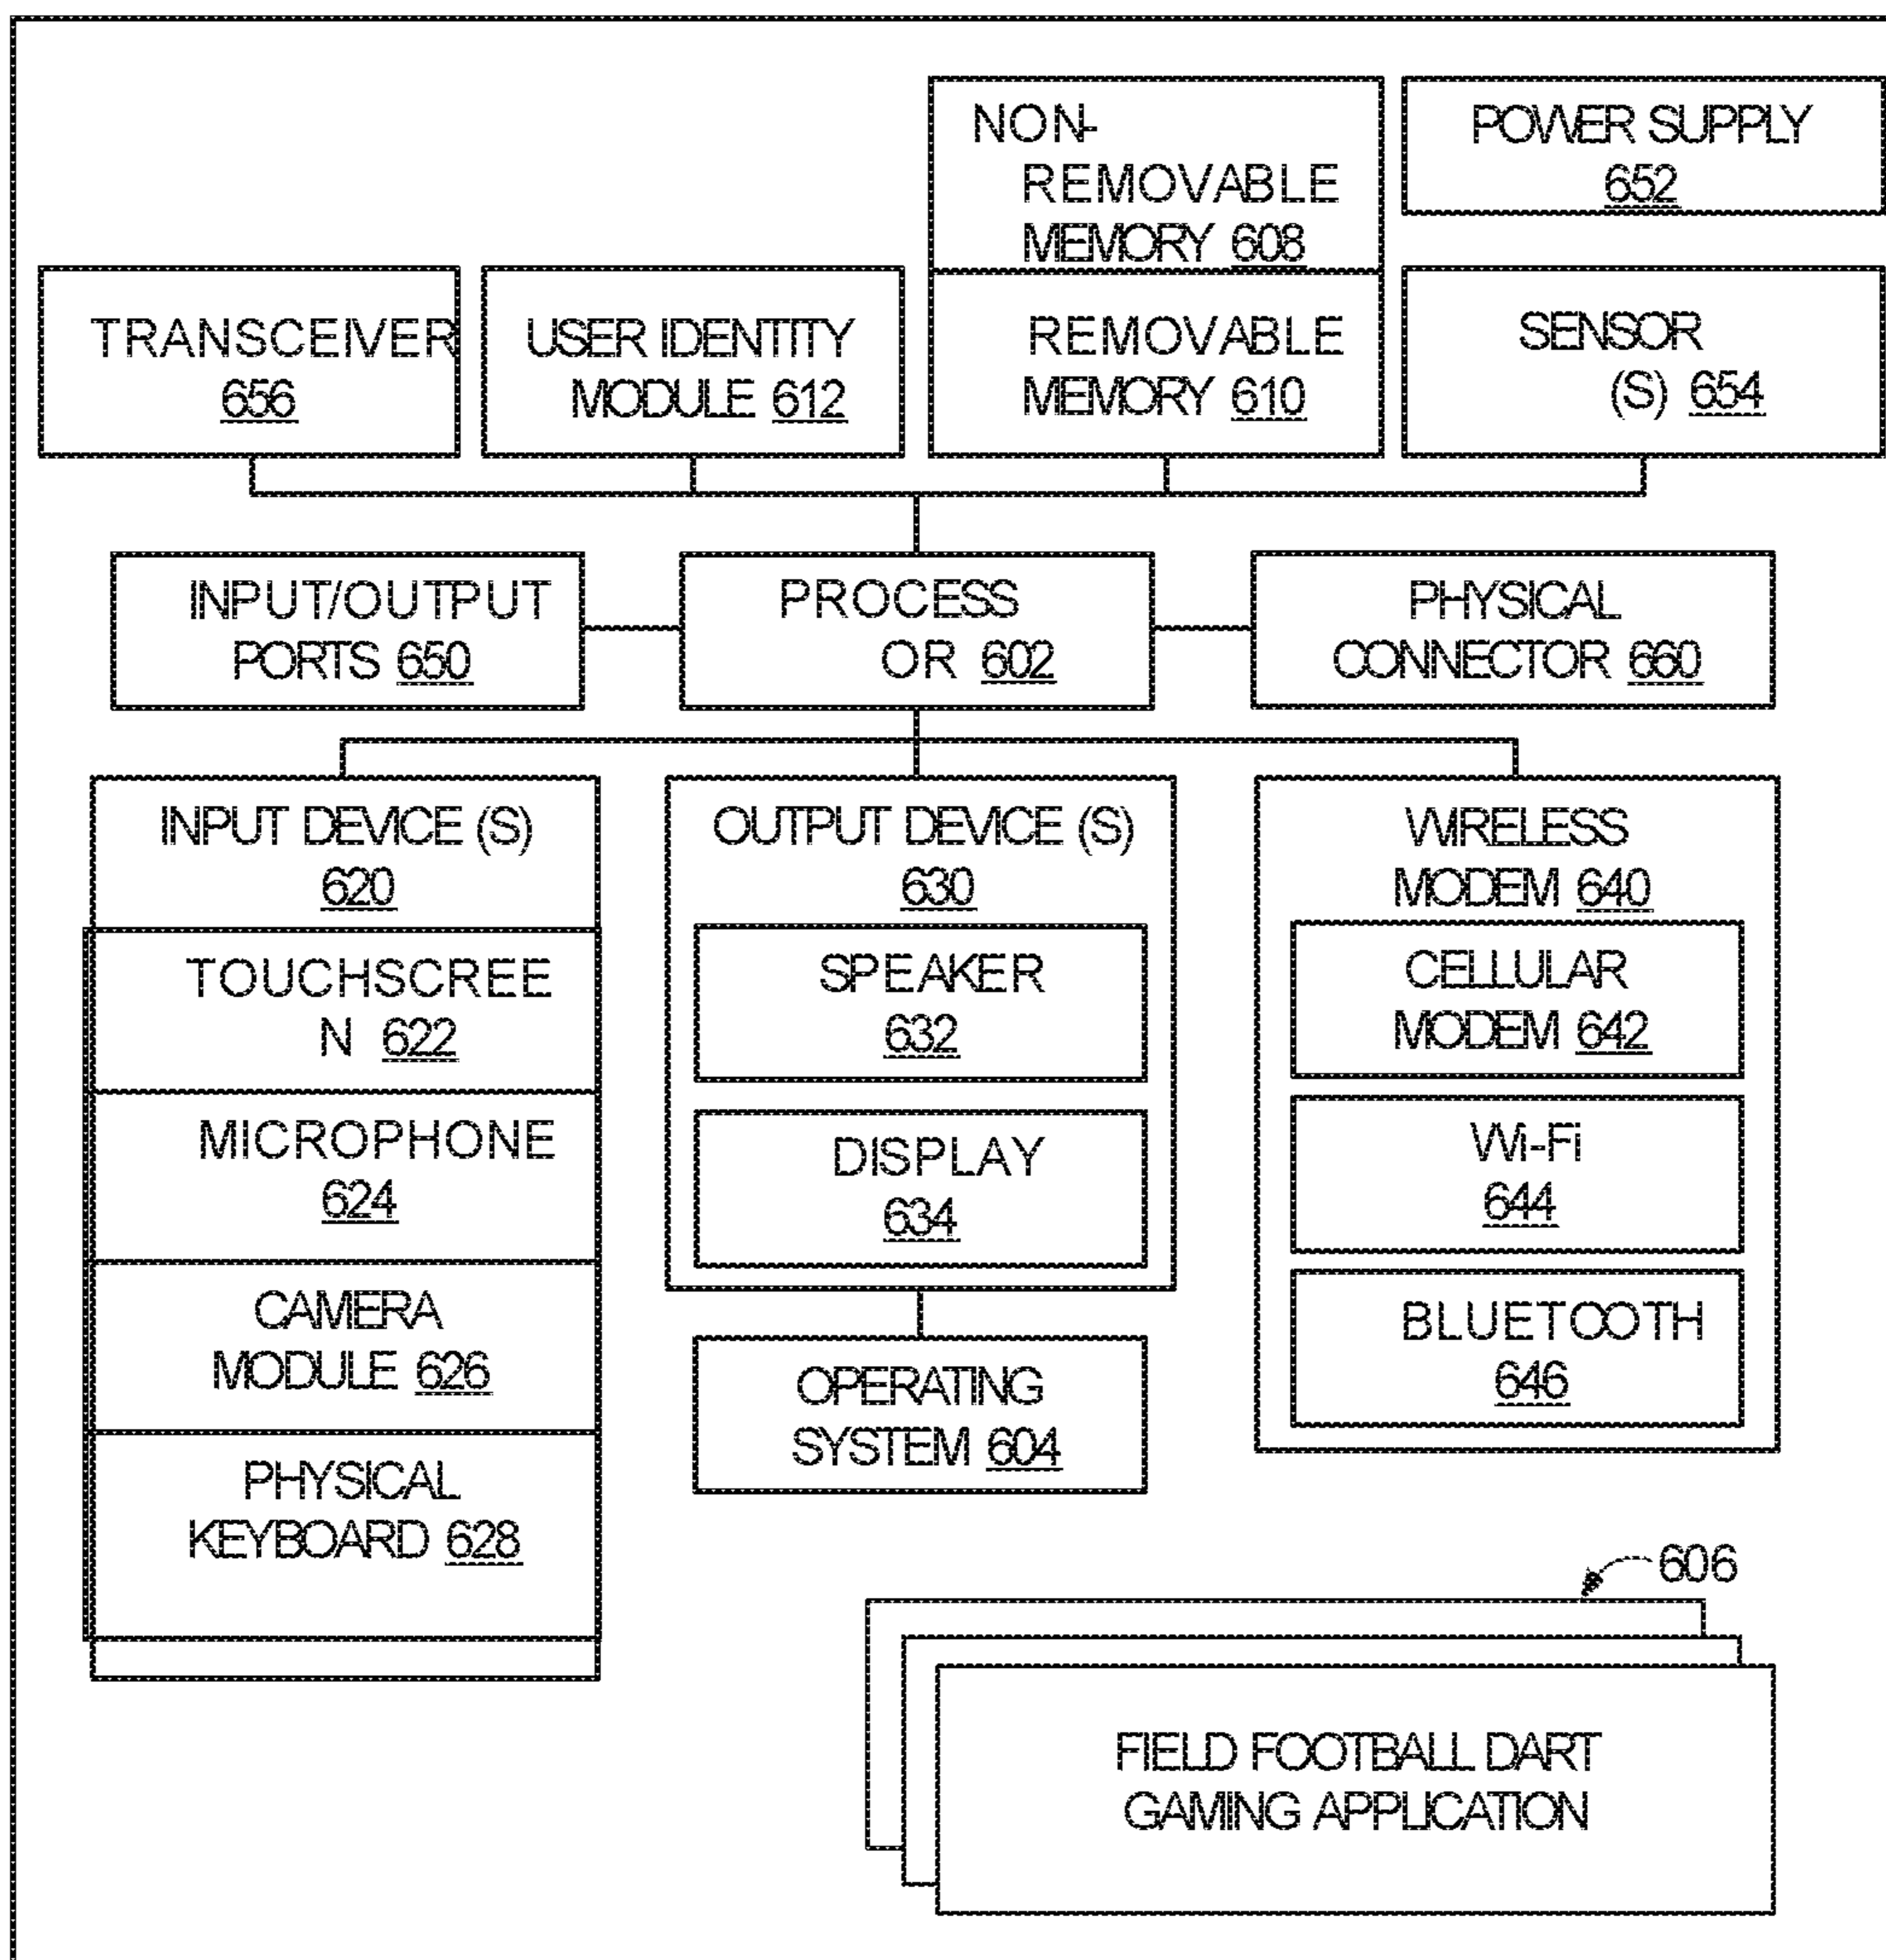 NON-
REMOVABLE
MEMORY 608
POWER SUPPLY
652
TRANSCEIVER
656
USER IDENTITY
MODULE 612
REMOVABLE
MEMORY 610
SENSOR
(S) 654
INPUT/OUTPUT
PORTS 650
PROCESS
OR 602
PHYSICAL
CONNECTOR 660
INPUT DEVICE (S)
620
TOUCHSCREE
N 622
MICROPHONE
624
CAMERA
MODULE 626
PHYSICAL
KEYBOARD 628
OUTPUT DEVICE (S)
630
SPEAKER
632
DISPLAY
634
OPERATING
SYSTEM 604
WIRELESS
MODEM 640
CELLULAR
MODEM 642
Wi-Fi
644
BLUETOOTH
646
606
FIELD FOOTBALL DART
GAMING APPLICATION